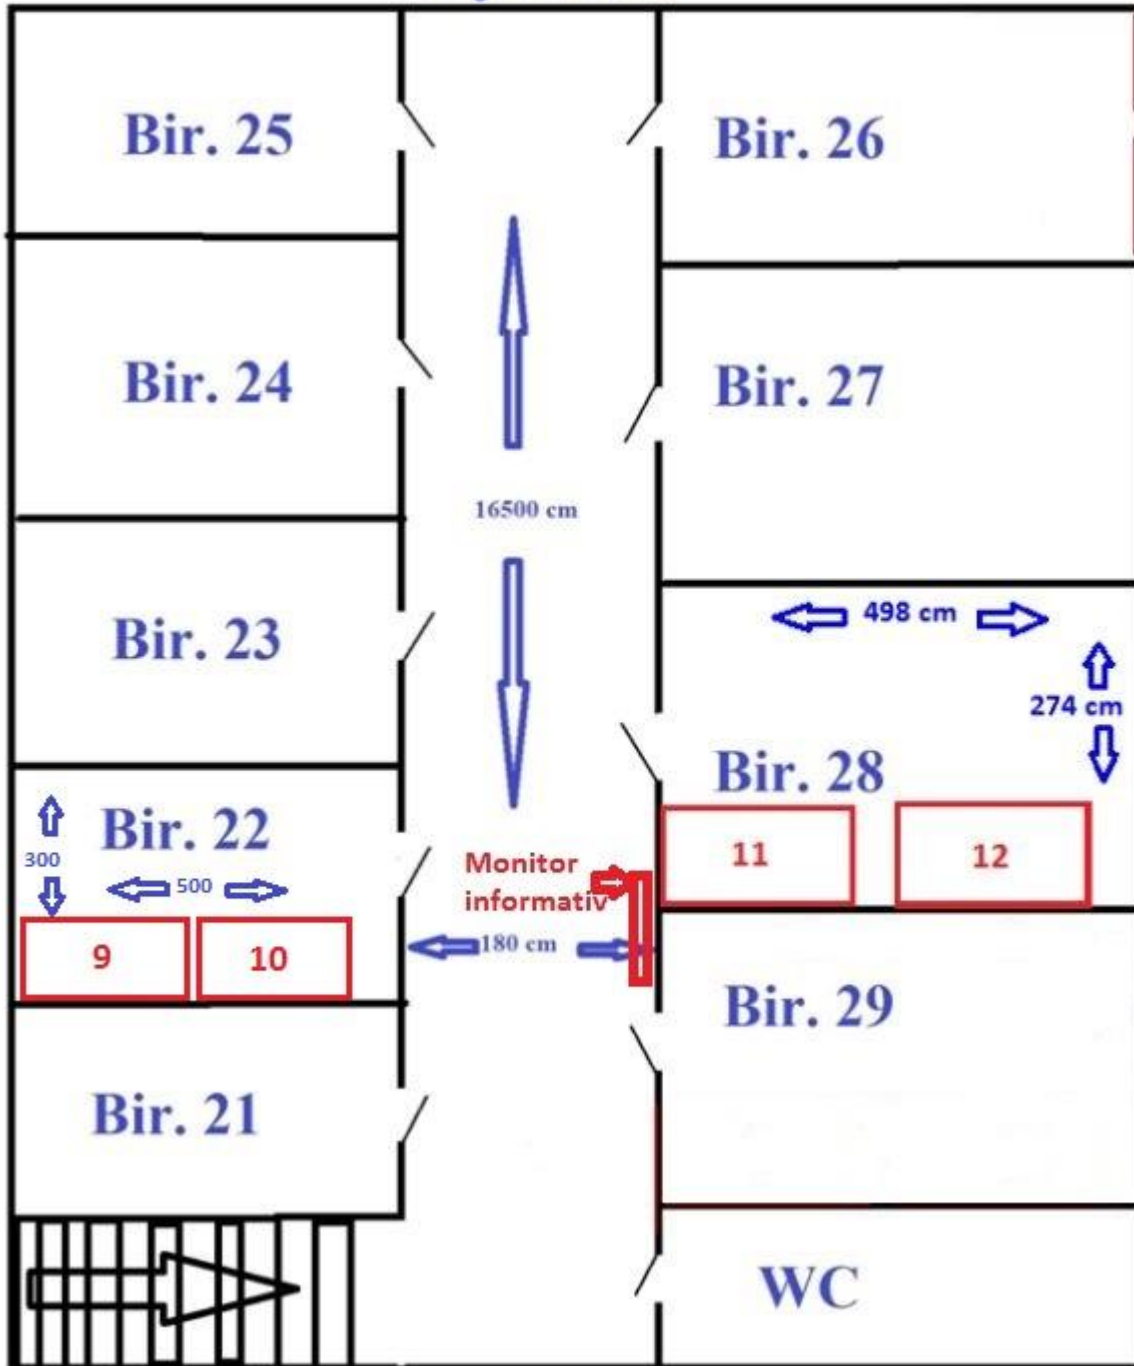 Bir. 25
Bir. 26
Bir. 24
Bir. 27
16500 cm
Bir. 23
498 cm
274 cm
Bir. 28
Bir. 22
300
500
Monitor
informativ
11
12
9
10
180 cm
Bir. 29
Bir. 21
WC